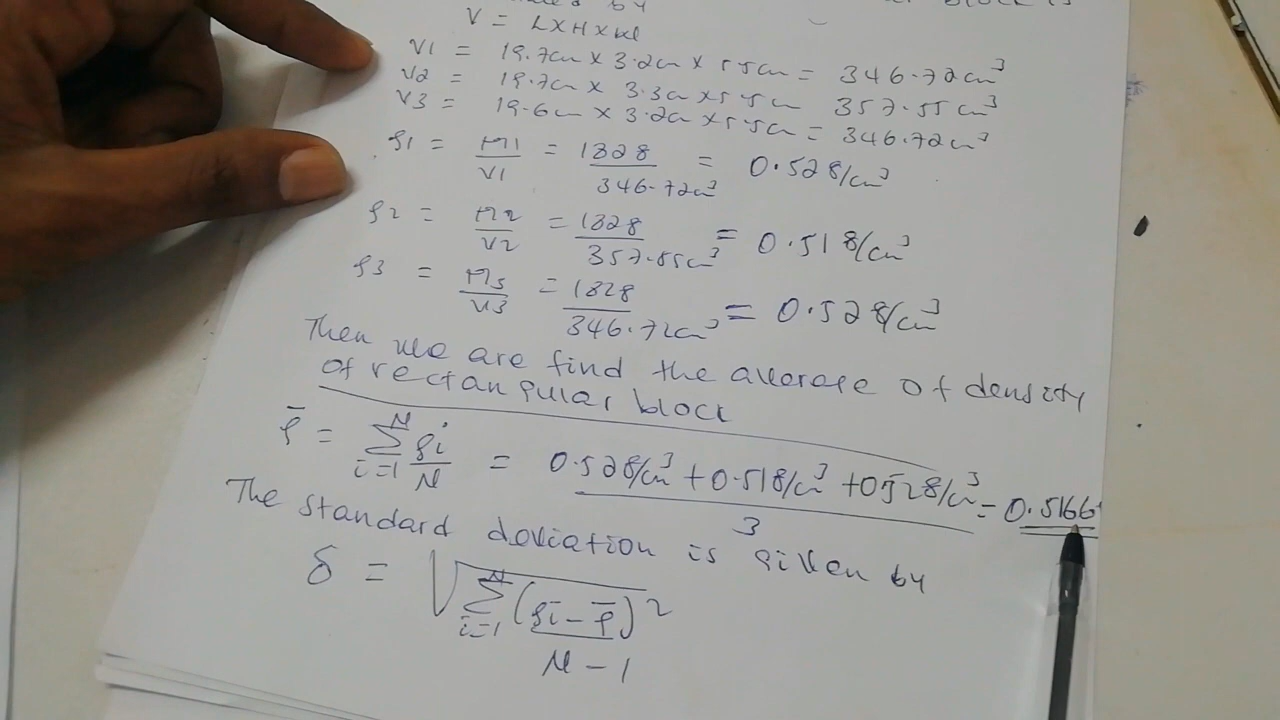 V = L×H×W
V1 = 19.7cm × 3.2cm × 5.5cm = 346.72cm³
V2 = 19.7cm × 3.3cm × 5.5cm 357.55cm³
V3 = 19.6cm × 3.2cm × 5.5cm = 346.72cm³
ρ1 = M1/V1 = 182g/346.72cm³ = 0.52g/cm³
ρ2 = M2/V2 = 182g/357.55cm³ = 0.51g/cm³
ρ3 = M3/V3 = 182g/346.72cm³ = 0.52g/cm³
Then we are find the average of density
of rectangular block
ρ̄ = N∑i=1 ρi/N = 0.52g/cm³ + 0.51g/cm³ + 0.52g/cm³/3 = 0.5166
The standard deviation is given by
δ = √N∑i=1 (ρi - ρ̄)²/N - 1